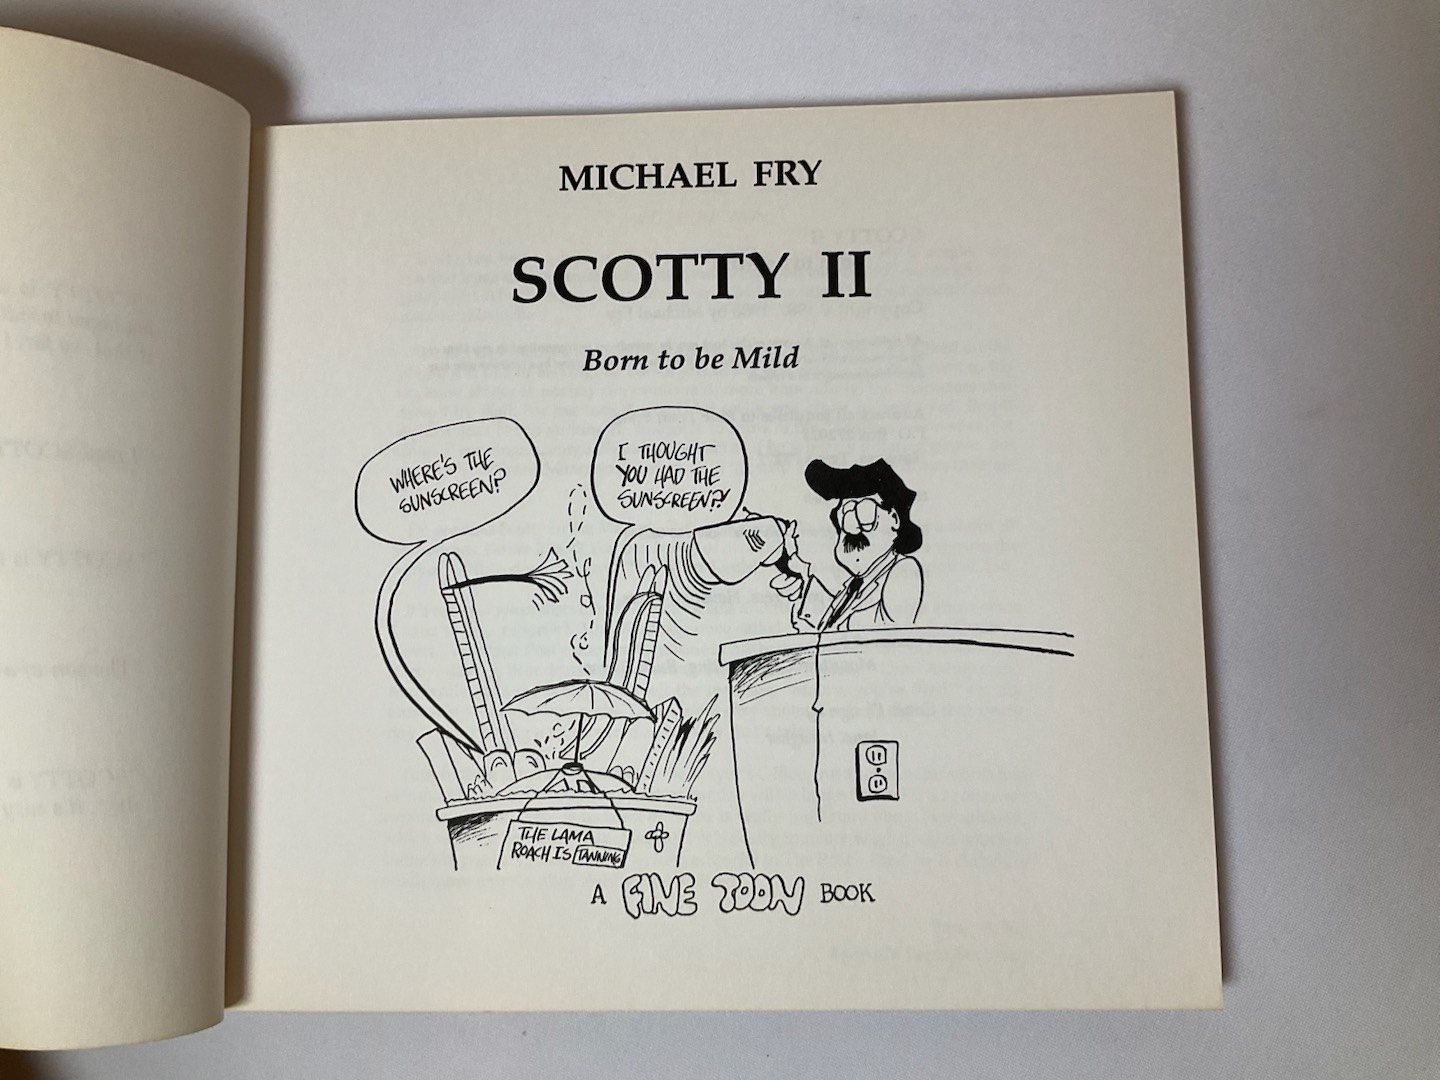 MICHAEL FRY
SCOTTY II
Born to be Mild
WHERE'S THE
SUNSCREEN?
I THOUGHT
YOU HAD THE
SUNSCREEN?!
THE LAMA
ROACH IS TANNING
A FINE TOON BOOK